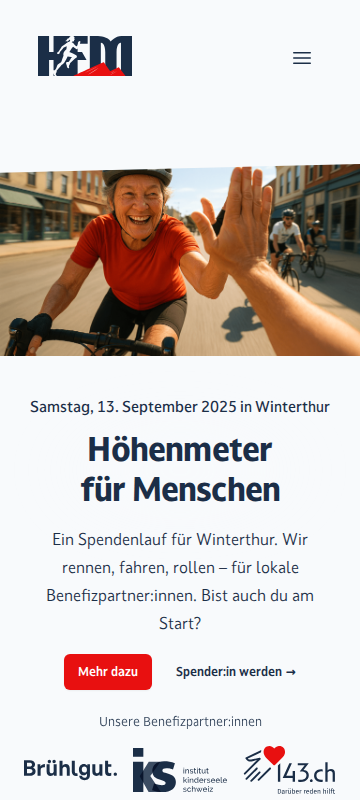 HFM
Samstag, 13. September 2025 in Winterthur
Höhenmeter
für Menschen
Ein Spendenlauf für Winterthur. Wir
rennen, fahren, rollen – für lokale
Benefizpartner:innen. Bist auch du am
Start?
Mehr dazu
Spender:in werden →
Unsere Benefizpartner:innen
Brühlgut.
iks institut
kinderseele
schweiz
143.ch
Darüber reden hilft